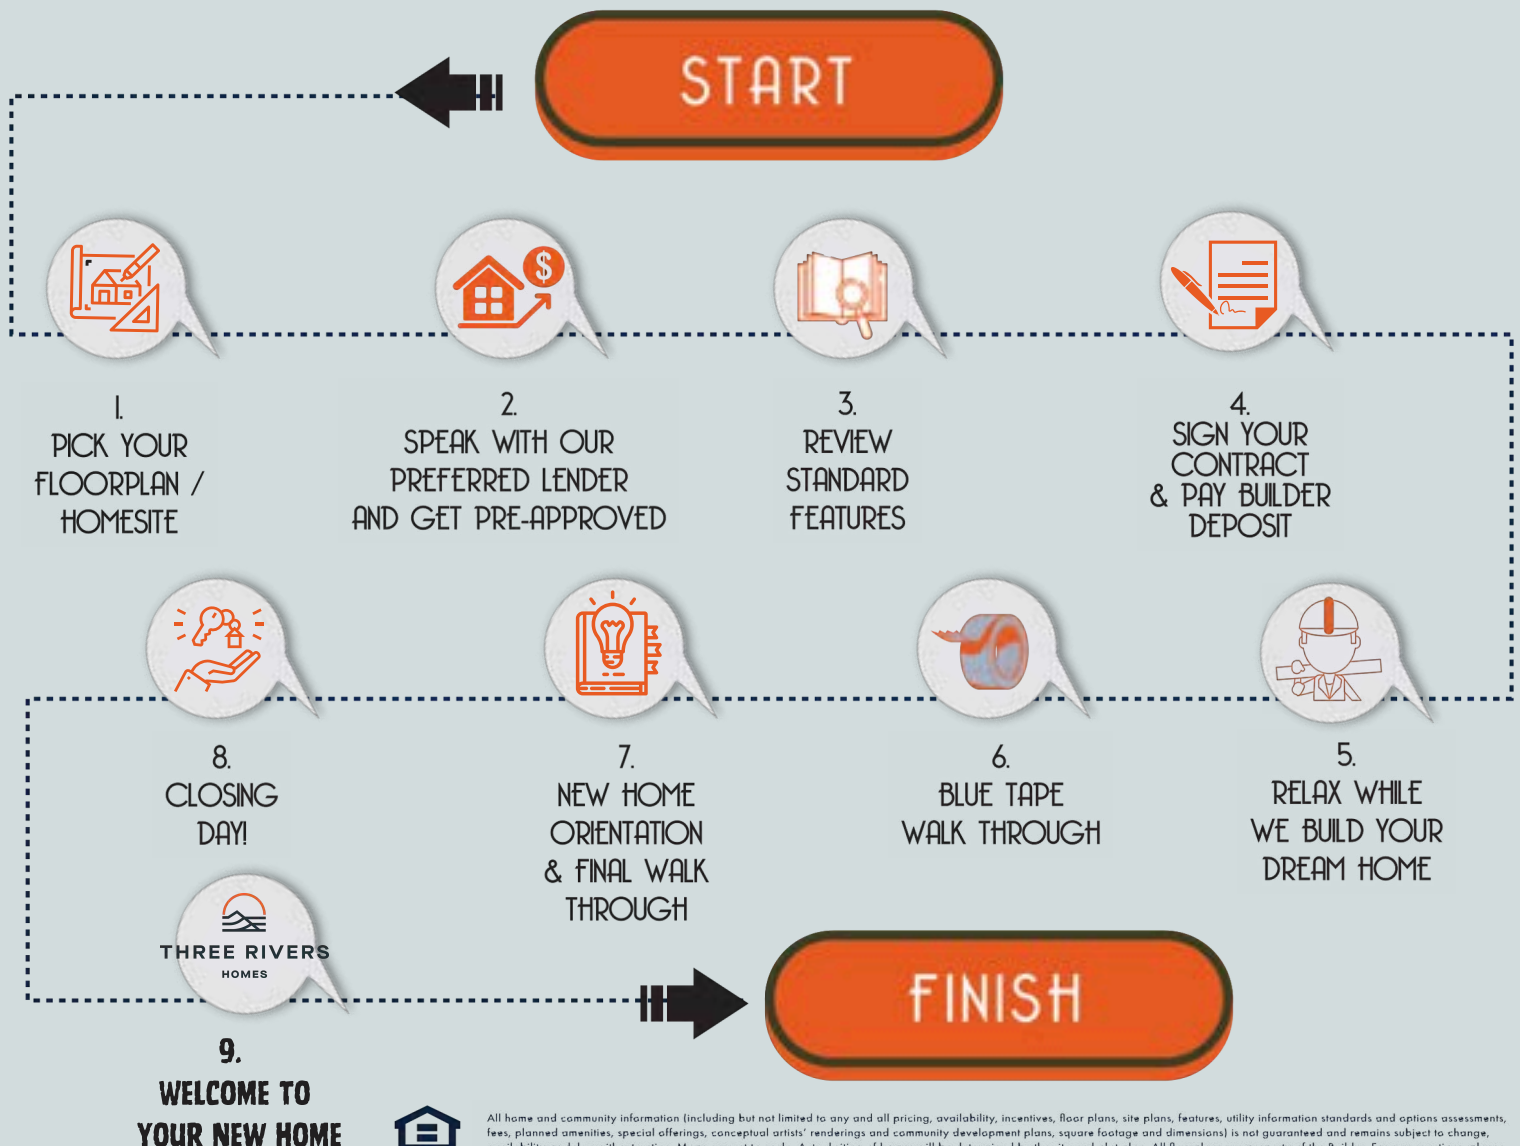 START
1.
PICK YOUR
FLOORPLAN /
HOMESITE
2.
SPEAK WITH OUR
PREFERRED LENDER
AND GET PRE-APPROVED
3.
REVIEW
STANDARD
FEATURES
4.
SIGN YOUR
CONTRACT
& PAY BUILDER
DEPOSIT
5.
RELAX WHILE
WE BUILD YOUR
DREAM HOME
6.
BLUE TAPE
WALK THROUGH
7.
NEW HOME
ORIENTATION
& FINAL WALK
THROUGH
8.
CLOSING
DAY!
THREE RIVERS
HOMES
9.
WELCOME TO
YOUR NEW HOME
FINISH
All home and community information (including but not limited to any and all pricing, availability, incentives, floor plans, site plans, features, utility information standards and options assessments,
fees, planned amenities, special offerings, conceptual artists' renderings and community development plans, square footage and dimensions) is not guaranteed and remains subject to change,